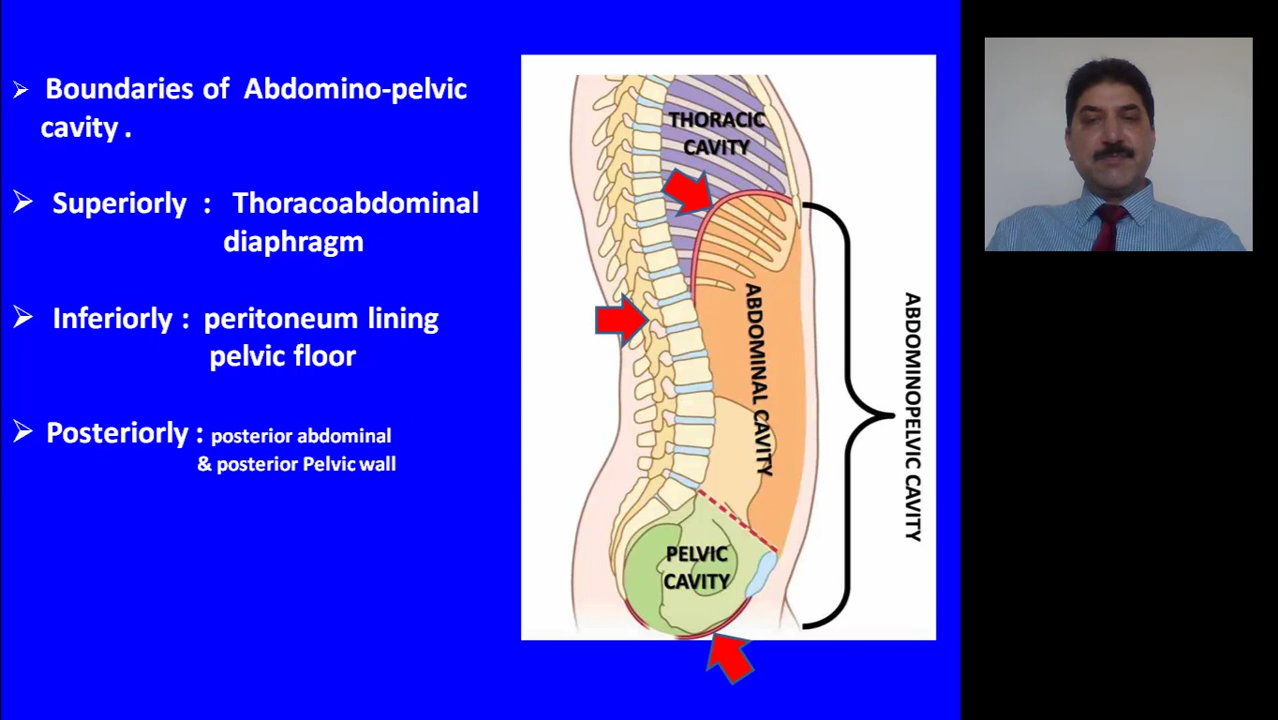 Boundaries of Abdomino-pelvic
cavity .
Superiorly : Thoracoabdominal
diaphragm
Inferiorly : peritoneum lining
pelvic floor
Posteriorly : posterior abdominal
& posterior Pelvic wall
THORACIC
CAVITY
ABDOMINAL CAVITY
PELVIC
CAVITY
ABDOMINOPELVIC CAVITY